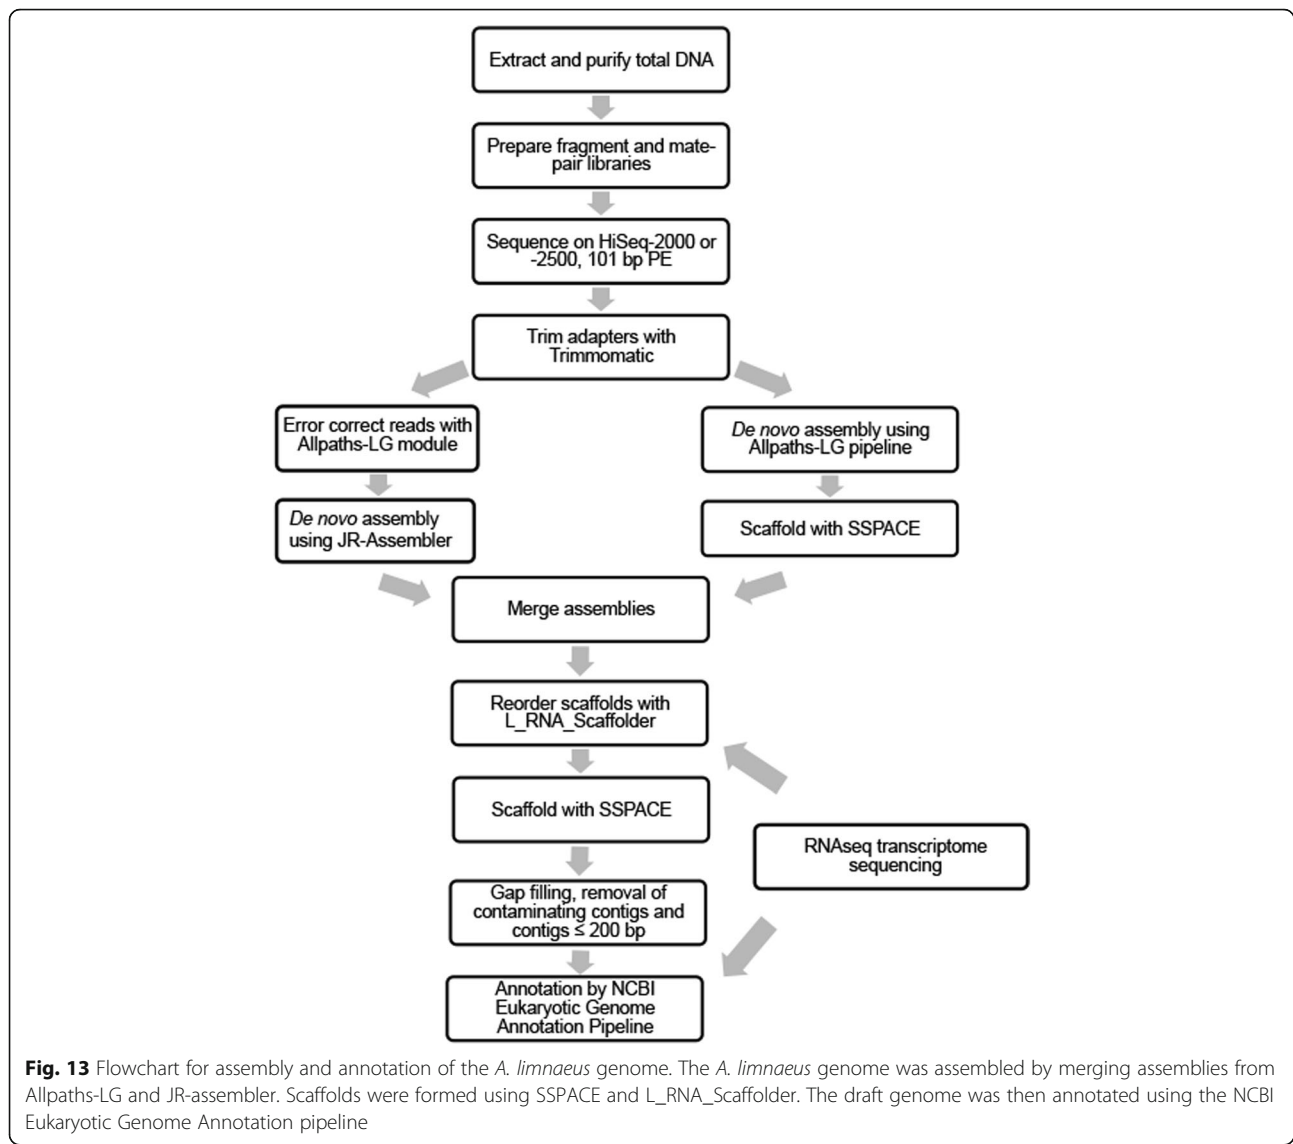 Extract and purify total DNA
Prepare fragment and mate-
pair libraries
Sequence on HiSeq-2000 or
-2500, 101 bp PE
Trim adapters with
Trimmomatic
Error correct reads with
Allpaths-LG module
De novo assembly
using JR-Assembler
De novo assembly using
Allpaths-LG pipeline
Scaffold with SSPACE
Merge assemblies
Reorder scaffolds with
L_RNA_Scaffolder
Scaffold with SSPACE
RNAseq transcriptome
sequencing
Gap filling, removal of
contaminating contigs and
contigs ≤ 200 bp
Annotation by NCBI
Eukaryotic Genome
Annotation Pipeline
Fig. 13 Flowchart for assembly and annotation of the A. limnaeus genome. The A. limnaeus genome was assembled by merging assemblies from
Allpaths-LG and JR-assembler. Scaffolds were formed using SSPACE and L_RNA_Scaffolder. The draft genome was then annotated using the NCBI
Eukaryotic Genome Annotation pipeline